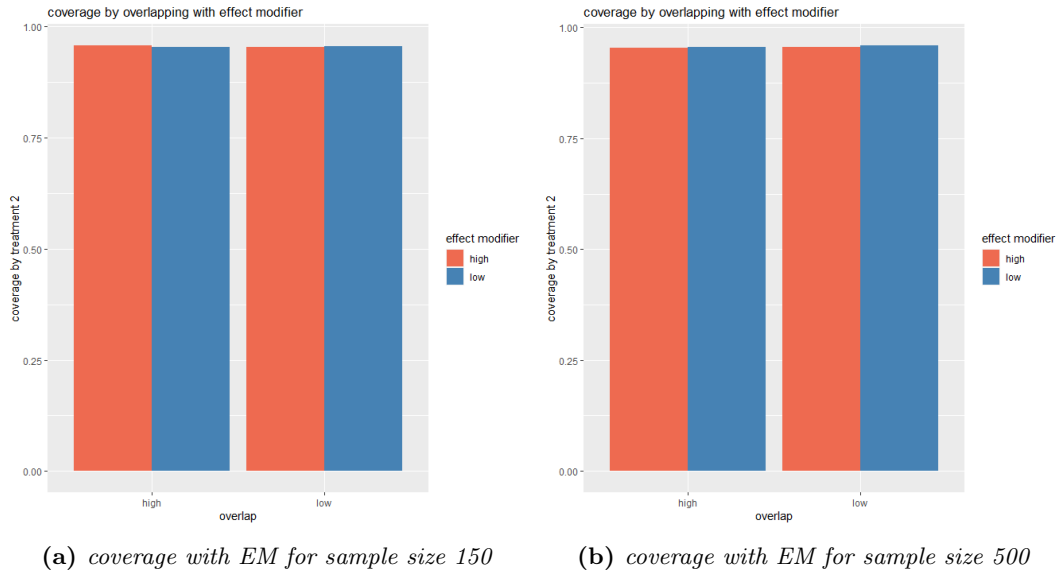 coverage by overlapping with effect modifier
1.00
0.75
0.50
0.25
0.00
coverage by treatment 2
high
low
overlap
effect modifier
high
low
(a) coverage with EM for sample size 150
coverage by overlapping with effect modifier
1.00
0.75
0.50
0.25
0.00
coverage by treatment 2
high
low
overlap
effect modifier
high
low
(b) coverage with EM for sample size 500